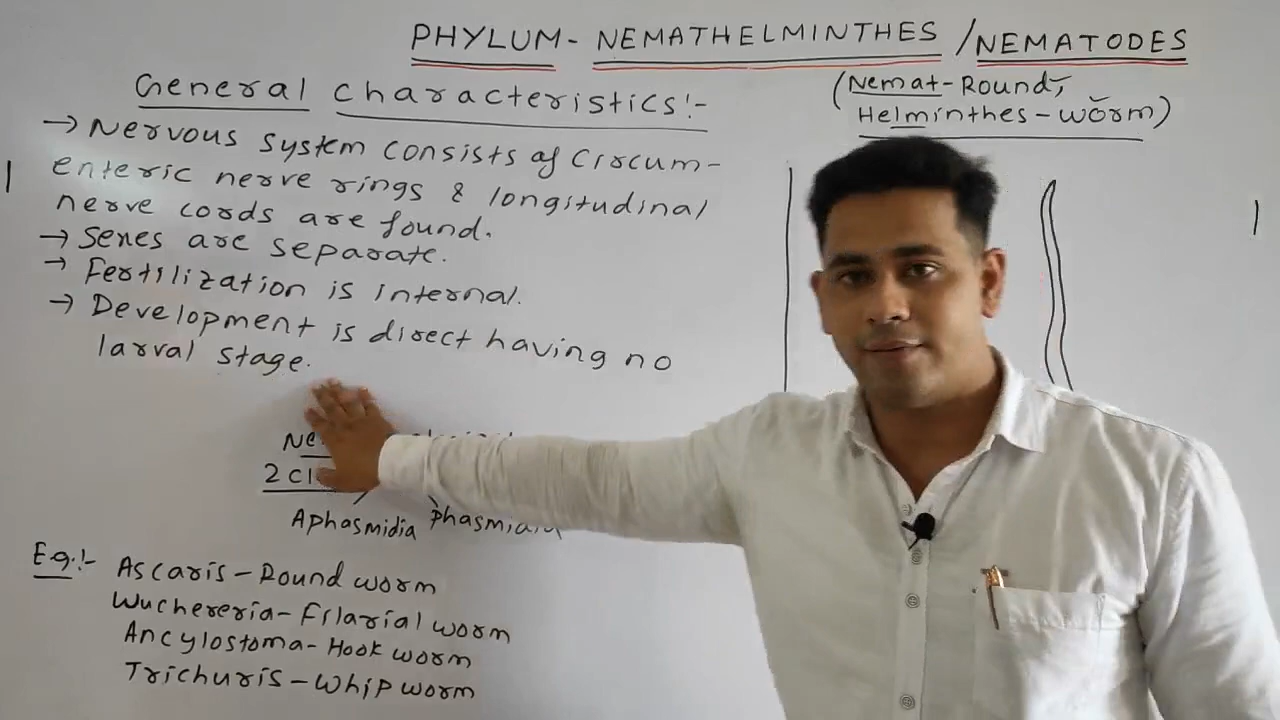 PHYLUM- NEMATHELMINTHES /NEMATODES
(Nemat-Round,
Helminthes-worm)
General characteristics:-
→ Nervous system consists of circum-
enteric nerve rings & longitudinal
nerve cords are found.
→ Sexes are separate.
→ Fertilization is internal.
→ Development is direct having no
larval stage.
2
Aphasmidia Phasmidia
E.g.:- Ascaris-Round worm
Wuchereria-Filarial worm
Ancylostoma-Hook worm
Trichuris-Whip worm